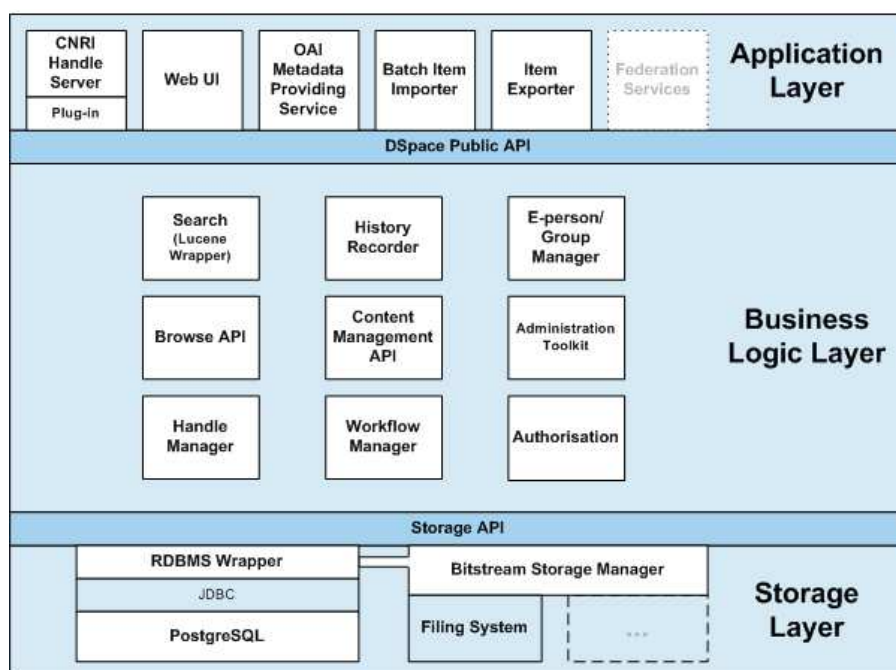 CNRI
Handle
Server
Plug-in
Web UI
OAI
Metadata
Providing
Service
Batch Item
Importer
Item
Exporter
Federation
Services
Application
Layer
DSpace Public API
Search
(Lucene
Wrapper)
History
Recorder
E-person/
Group
Manager
Browse API
Content
Management
API
Administration
Toolkit
Business
Logic Layer
Handle
Manager
Workflow
Manager
Authorisation
Storage API
RDBMS Wrapper
JDBC
PostgreSQL
Bitstream Storage Manager
Filing System
...
Storage
Layer